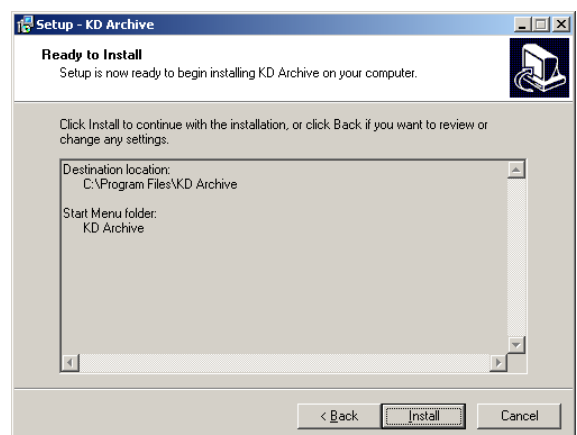 Setup - KD Archive
Ready to Install
Setup is now ready to begin installing KD Archive on your computer.
Click Install to continue with the installation, or click Back if you want to review or
change any settings.
Destination location:
C:\Program Files\KD Archive
Start Menu folder:
KD Archive
< Back
Install
Cancel